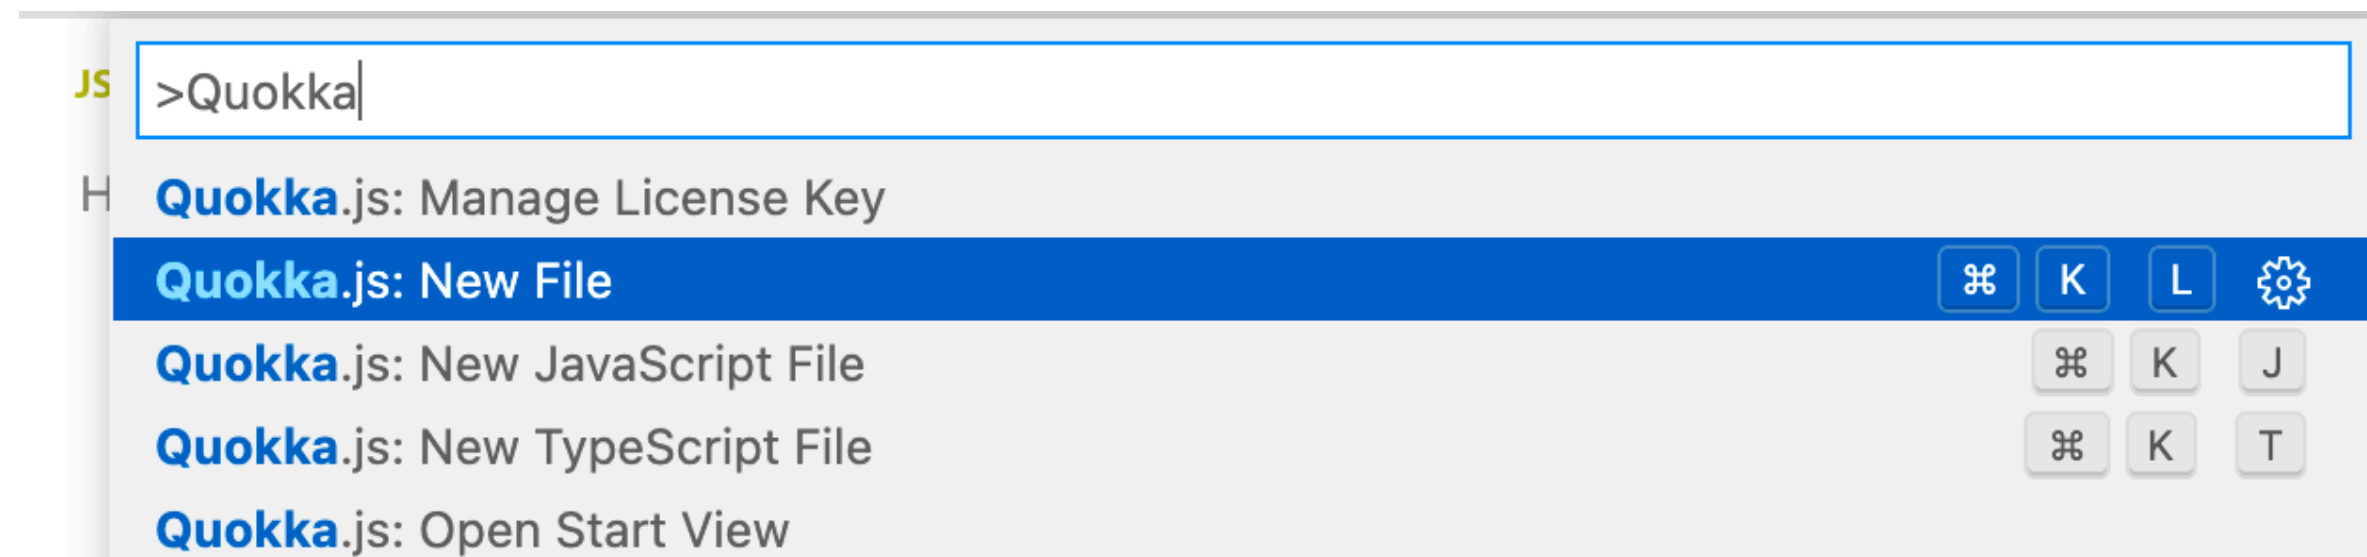 JS
>Quokka
H
Quokka.js: Manage License Key
Quokka.js: New File ⌘ K L
Quokka.js: New JavaScript File ⌘ K J
Quokka.js: New TypeScript File ⌘ K T
Quokka.js: Open Start View